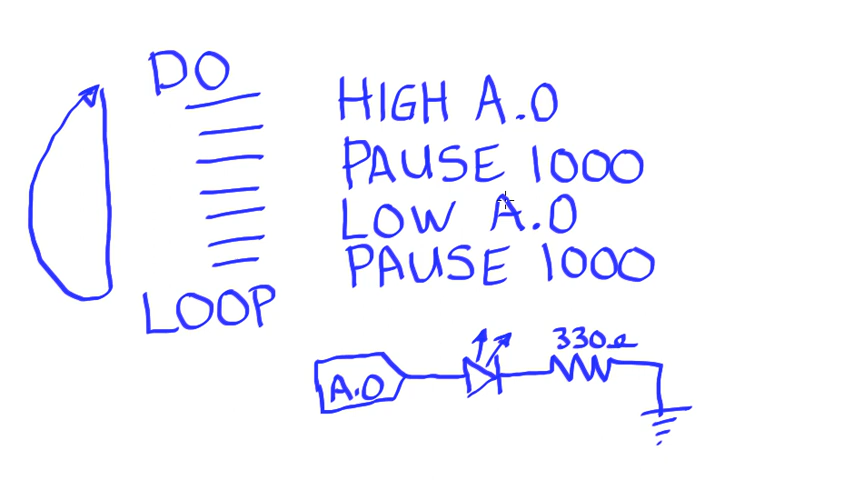 DO
HIGH A.0
PAUSE 1000
LOW A.0
PAUSE 1000
LOOP
330Ω
A.0